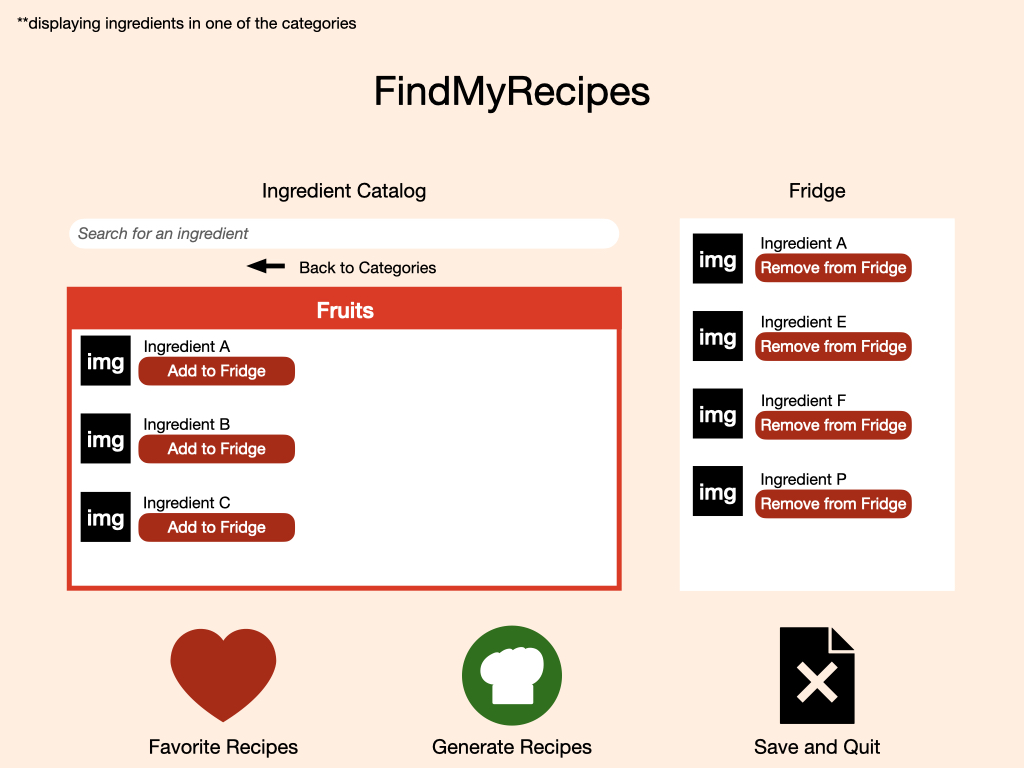 **displaying ingredients in one of the categories
FindMyRecipes
Ingredient Catalog
Search for an ingredient
Back to Categories
Fruits
img
Ingredient A
Add to Fridge
img
Ingredient B
Add to Fridge
img
Ingredient C
Add to Fridge
Fridge
img
Ingredient A
Remove from Fridge
img
Ingredient E
Remove from Fridge
img
Ingredient F
Remove from Fridge
img
Ingredient P
Remove from Fridge
Favorite Recipes
Generate Recipes
Save and Quit